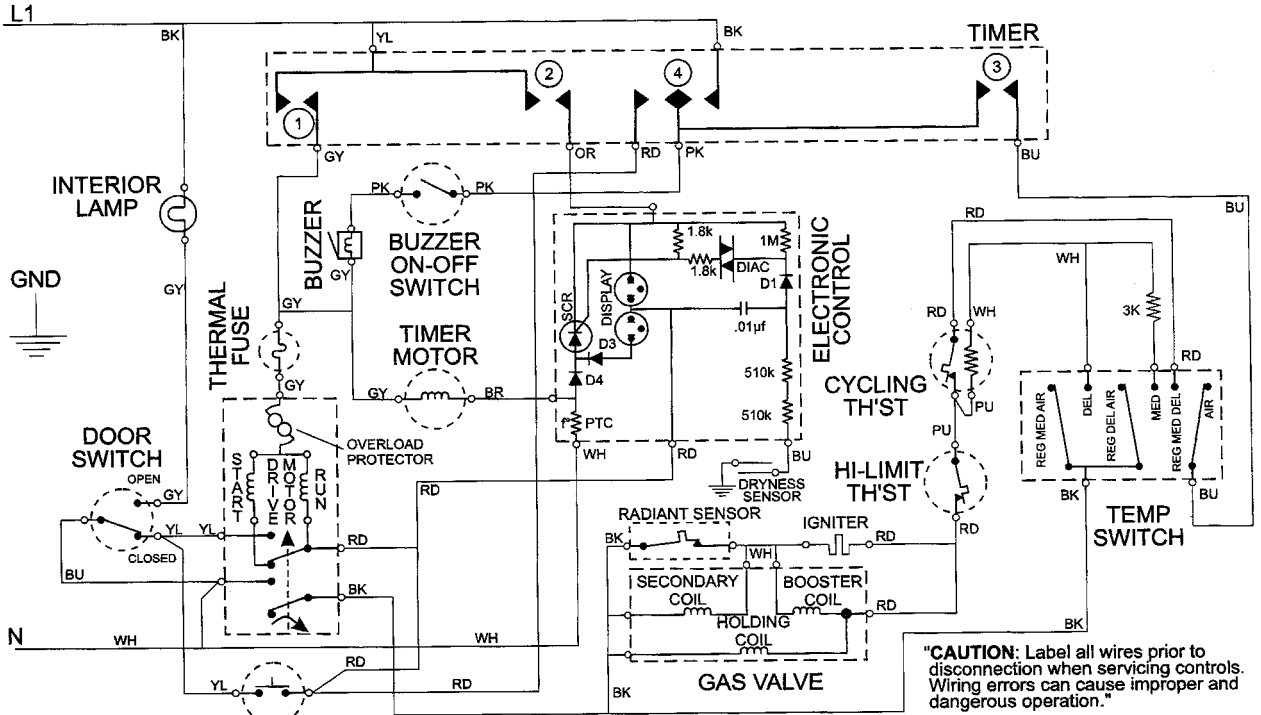 L1
BK
YL
BK
TIMER
1
2
4
3
GY
OR
RD
PK
BU
INTERIOR
LAMP
PK
PK
BUZZER
BUZZER
ON-OFF
SWITCH
GY
GY
GND
BU
RD
WH
1.8k
1.8k
1M
DIAC
D1
SCR
DISPLAY
.01µf
D3
D4
510k
510k
PTC
ELECTRONIC
CONTROL
3K
RD
WH
RD
GY
THERMAL
FUSE
GY
TIMER
MOTOR
GY
BR
CYCLING
TH'ST
PU
PU
REG MED AIR
DEL
REG DEL AIR
MED
REG MED DEL
AIR
OVERLOAD
PROTECTOR
WH
RD
BU
DRYNESS
SENSOR
HI-LIMIT
TH'ST
RD
BK
BU
TEMP
SWITCH
DOOR
SWITCH
OPEN
GY
START
DRIVE
MOTOR
RUN
RD
YL
YL
CLOSED
RD
BU
BK
RADIANT SENSOR
IGNITER
BK
WH
RD
SECONDARY
COIL
BOOSTER
COIL
RD
HOLDING
COIL
GAS VALVE
BK
N
WH
WH
BK
RD
YL
RD
"CAUTION: Label all wires prior to
disconnection when servicing controls.
Wiring errors can cause improper and
dangerous operation."